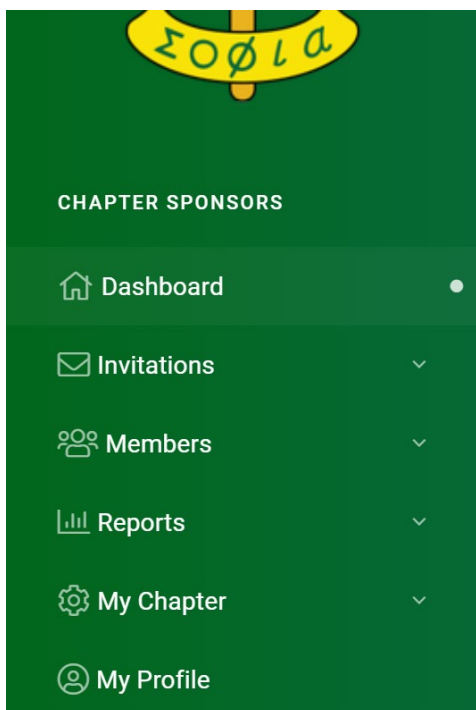 σοφια
CHAPTER SPONSORS
Dashboard
Invitations
Members
Reports
My Chapter
My Profile